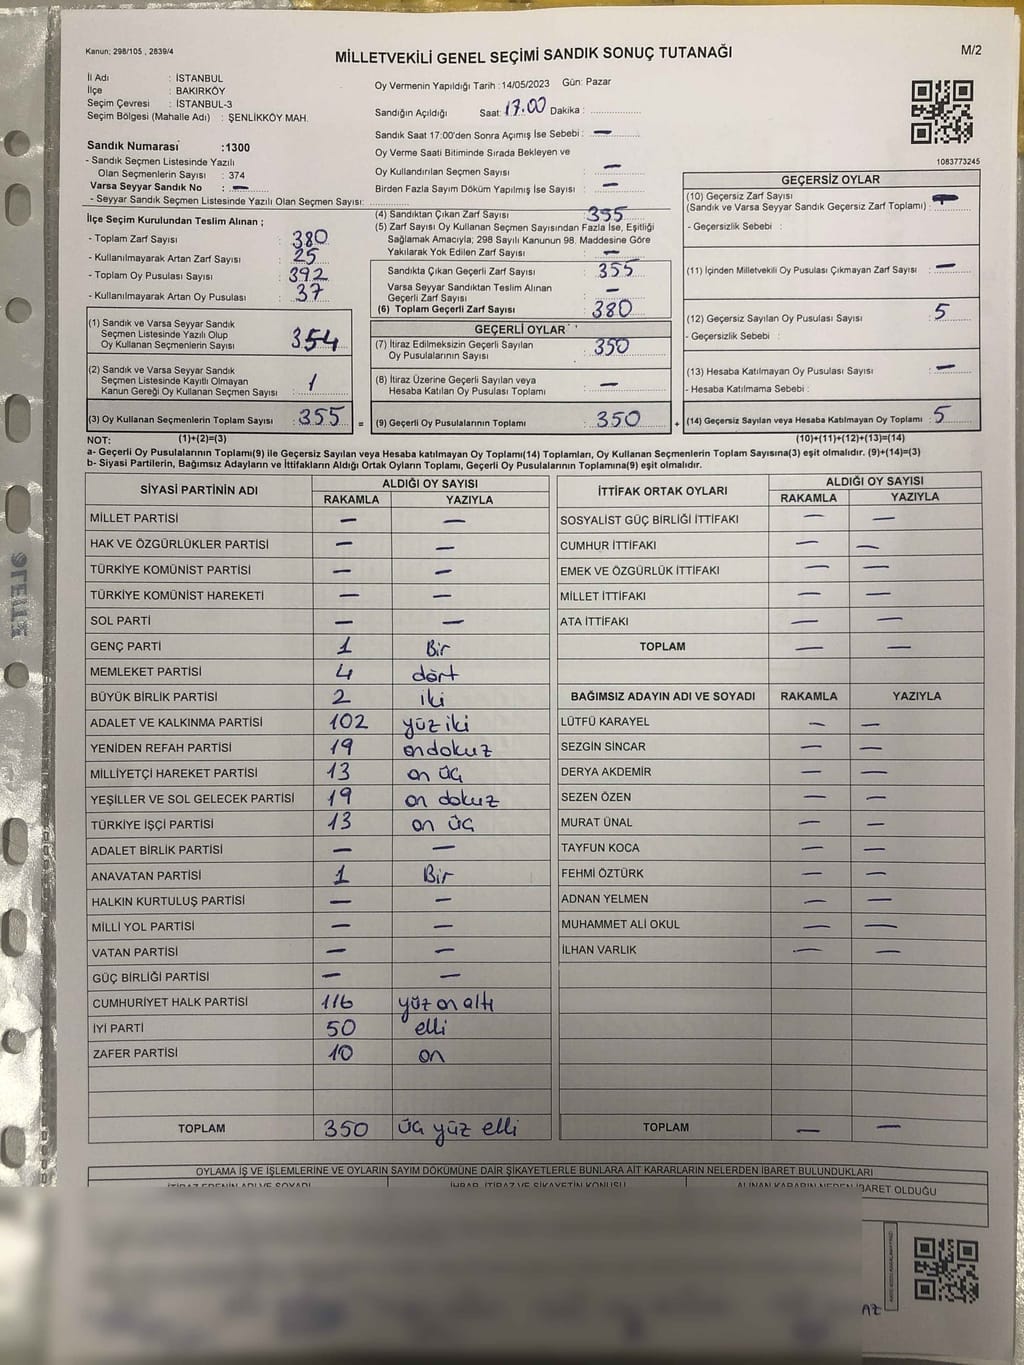 Kanun: 298/105 , 2839/4
MİLLETVEKİLİ GENEL SEÇİMİ SANDIK SONUÇ TUTANAĞI
M/2
İl Adı : İSTANBUL
İlçe : BAKIRKÖY
Seçim Çevresi : İSTANBUL-3
Seçim Bölgesi (Mahalle Adı) : ŞENLİKKÖY MAH.
Sandık Numarası :1300
- Sandık Seçmen Listesinde Yazılı
Olan Seçmenlerin Sayısı : 374
Varsa Seyyar Sandık No : —
- Seyyar Sandık Seçmen Listesinde Yazılı Olan Seçmen Sayısı:
Oy Vermenin Yapıldığı Tarih :14/05/2023 Gün: Pazar
Sandığın Açıldığı Saat: 17.00 Dakika :
Sandık Saat 17:00'den Sonra Açımış İse Sebebi : —
Oy Verme Saati Bitiminde Sırada Bekleyen ve
Oy Kullandırılan Seçmen Sayısı —
Birden Fazla Sayım Döküm Yapılmış İse Sayısı —
1083773245
İlçe Seçim Kurulundan Teslim Alınan ;
- Toplam Zarf Sayısı 380
- Kullanılmayarak Artan Zarf Sayısı 25
- Toplam Oy Pusulası Sayısı 392
- Kullanılmayarak Artan Oy Pusulası 37
(1) Sandık ve Varsa Seyyar Sandık
Seçmen Listesinde Yazılı Olup
Oy Kullanan Seçmenlerin Sayısı 354
(2) Sandık ve Varsa Seyyar Sandık
Seçmen Listesinde Kayıtlı Olmayan
Kanun Gereği Oy Kullanan Seçmen Sayısı 1
(3) Oy Kullanan Seçmenlerin Toplam Sayısı 355 =
(4) Sandıktan Çıkan Zarf Sayısı 355
(5) Zarf Sayısı Oy Kullanan Seçmen Sayısından Fazla İse, Eşitliği
Sağlamak Amacıyla; 298 Sayılı Kanunun 98. Maddesine Göre
Yakılarak Yok Edilen Zarf Sayısı —
Sandıkta Çıkan Geçerli Zarf Sayısı 355
Varsa Seyyar Sandıktan Teslim Alınan
Geçerli Zarf Sayısı —
(6) Toplam Geçerli Zarf Sayısı 380
GEÇERLİ OYLAR
(7) İtiraz Edilmeksizin Geçerli Sayılan
Oy Pusulalarının Sayısı 350
(8) İtiraz Üzerine Geçerli Sayılan veya
Hesaba Katılan Oy Pusulası Toplamı —
(9) Geçerli Oy Pusulalarının Toplamı 350 +
GEÇERSİZ OYLAR
(10) Geçersiz Zarf Sayısı
(Sandık ve Varsa Seyyar Sandık Geçersiz Zarf Toplamı) : —
- Geçersizlik Sebebi :
(11) İçinden Milletvekili Oy Pusulası Çıkmayan Zarf Sayısı —
(12) Geçersiz Sayılan Oy Pusulası Sayısı 5
- Geçersizlik Sebebi :
(13) Hesaba Katılmayan Oy Pusulası Sayısı —
- Hesaba Katılmama Sebebi :
(14) Geçersiz Sayılan veya Hesaba Katılmayan Oy Toplamı 5
NOT: (1)+(2)=(3) (10)+(11)+(12)+(13)=(14)
a- Geçerli Oy Pusulalarının Toplamı(9) ile Geçersiz Sayılan veya Hesaba katılmayan Oy Toplamı(14) Toplamları, Oy Kullanan Seçmenlerin Toplam Sayısına(3) eşit olmalıdır. (9)+(14)=(3)
b- Siyasi Partilerin, Bağımsız Adayların ve İttifakların Aldığı Ortak Oyların Toplamı, Geçerli Oy Pusulalarının Toplamına(9) eşit olmalıdır.
SİYASİ PARTİNİN ADI ALDIĞI OY SAYISI
RAKAMLA YAZIYLA
MİLLET PARTİSİ — —
HAK VE ÖZGÜRLÜKLER PARTİSİ — —
TÜRKİYE KOMÜNİST PARTİSİ — —
TÜRKİYE KOMÜNİST HAREKETİ — —
SOL PARTİ — —
GENÇ PARTİ 1 Bir
MEMLEKET PARTİSİ 4 dört
BÜYÜK BİRLİK PARTİSİ 2 iki
ADALET VE KALKINMA PARTİSİ 102 yüz iki
YENİDEN REFAH PARTİSİ 19 ondokuz
MİLLİYETÇİ HAREKET PARTİSİ 13 on üç
YEŞİLLER VE SOL GELECEK PARTİSİ 19 on dokuz
TÜRKİYE İŞÇİ PARTİSİ 13 on üç
ADALET BİRLİK PARTİSİ — —
ANAVATAN PARTİSİ 1 Bir
HALKIN KURTULUŞ PARTİSİ — —
MİLLİ YOL PARTİSİ — —
VATAN PARTİSİ — —
GÜÇ BİRLİĞİ PARTİSİ — —
CUMHURİYET HALK PARTİSİ 116 yüz on altı
İYİ PARTİ 50 elli
ZAFER PARTİSİ 10 on
TOPLAM 350 üç yüz elli
İTTİFAK ORTAK OYLARI ALDIĞI OY SAYISI
RAKAMLA YAZIYLA
SOSYALİST GÜÇ BİRLİĞİ İTTİFAKI — —
CUMHUR İTTİFAKI — —
EMEK VE ÖZGÜRLÜK İTTİFAKI — —
MİLLET İTTİFAKI — —
ATA İTTİFAKI — —
TOPLAM — —
BAĞIMSIZ ADAYIN ADI VE SOYADI RAKAMLA YAZIYLA
LÜTFÜ KARAYEL — —
SEZGİN SİNCAR — —
DERYA AKDEMİR — —
SEZEN ÖZEN — —
MURAT ÜNAL — —
TAYFUN KOCA — —
FEHMİ ÖZTÜRK — —
ADNAN YELMEN — —
MUHAMMET ALİ OKUL — —
İLHAN VARLIK — —
TOPLAM — —
OYLAMA İŞ VE İŞLEMLERİNE VE OYLARIN SAYIM DÖKÜMÜNE DAİR ŞİKAYETLERLE BUNLARA AİT KARARLARIN NELERDEN İBARET BULUNDUKLARI
İTİRAZ EDENİN ADI VE SOYADI İHBAR, İTİRAZ VE ŞİKAYETİN KONUSU ALINAN KARARIN NEDEN İBARET OLDUĞU